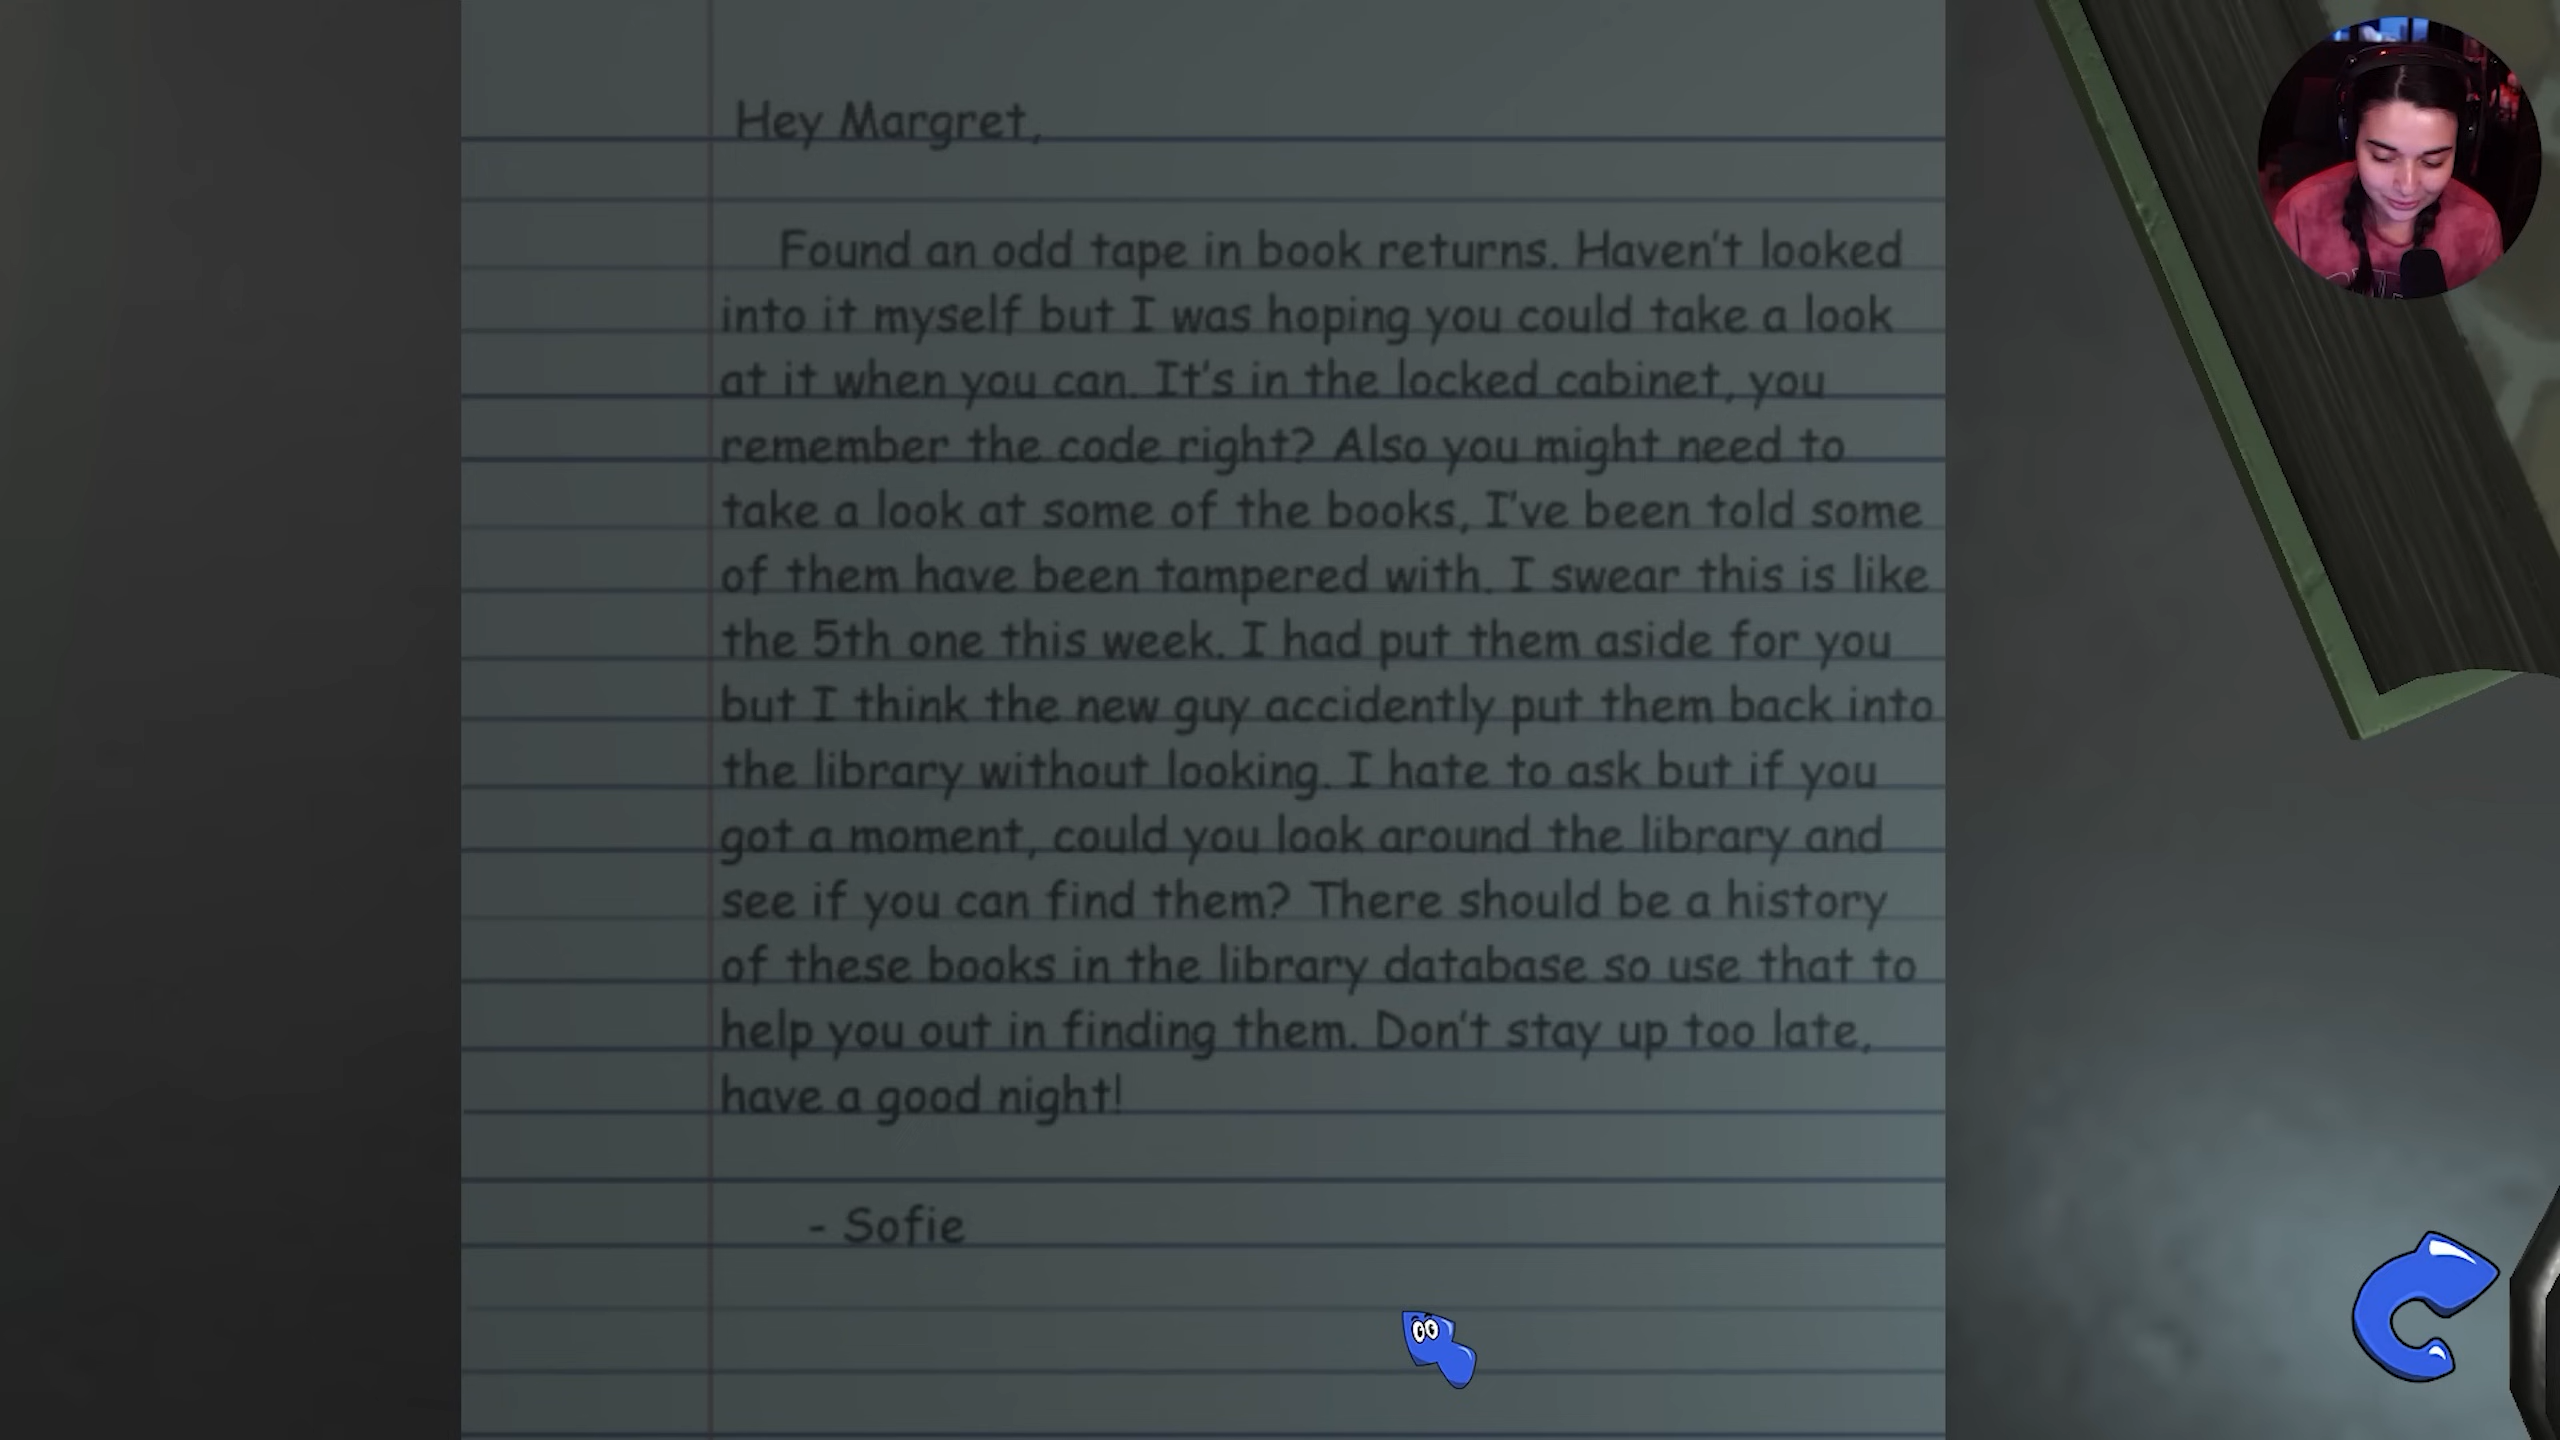 Hey Margret,
Found an odd tape in book returns. Haven't looked
into it myself but I was hoping you could take a look
at it when you can. It's in the locked cabinet, you
remember the code right? Also you might need to
take a look at some of the books, I've been told some
of them have been tampered with. I swear this is like
the 5th one this week. I had put them aside for you
but I think the new guy accidently put them back into
the library without looking. I hate to ask but if you
got a moment, could you look around the library and
see if you can find them? There should be a history
of these books in the library database so use that to
help you out in finding them. Don't stay up too late,
have a good night!
- Sofie